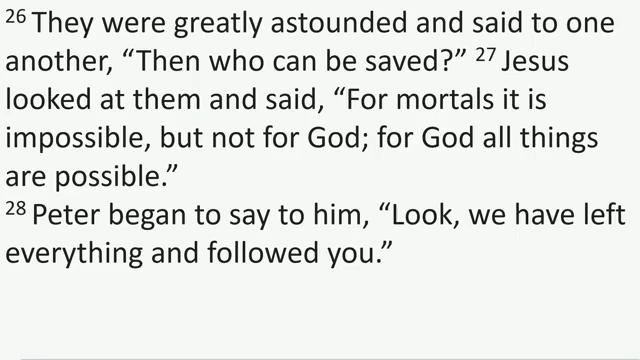 26 They were greatly astounded and said to one
another, “Then who can be saved?” 27 Jesus
looked at them and said, “For mortals it is
impossible, but not for God; for God all things
are possible.”
28 Peter began to say to him, “Look, we have left
everything and followed you.”